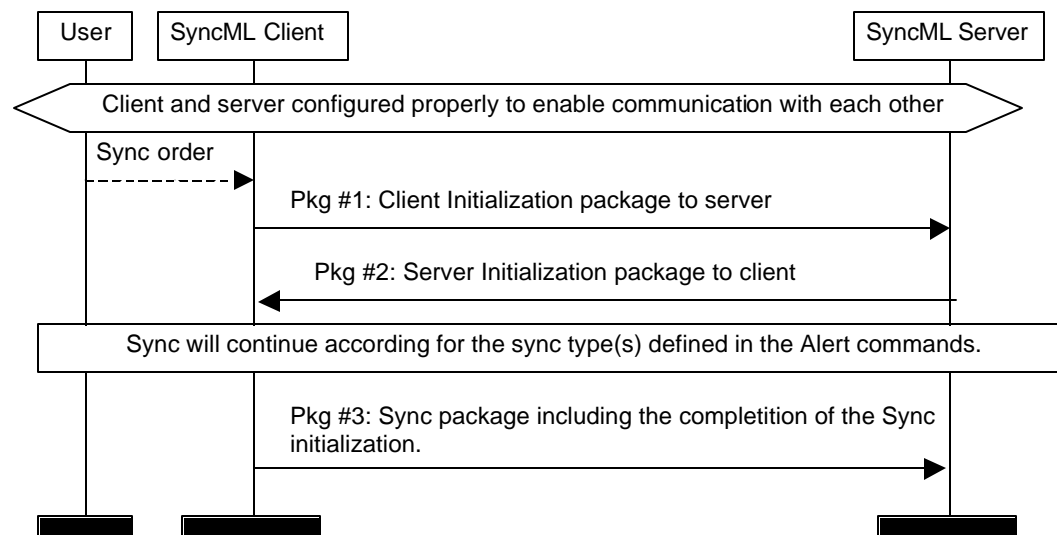 User
SyncML Client
SyncML Server
Client and server configured properly to enable communication with each other
Sync order
Pkg #1: Client Initialization package to server
Pkg #2: Server Initialization package to client
Sync will continue according for the sync type(s) defined in the Alert commands.
Pkg #3: Sync package including the completition of the Sync
initialization.